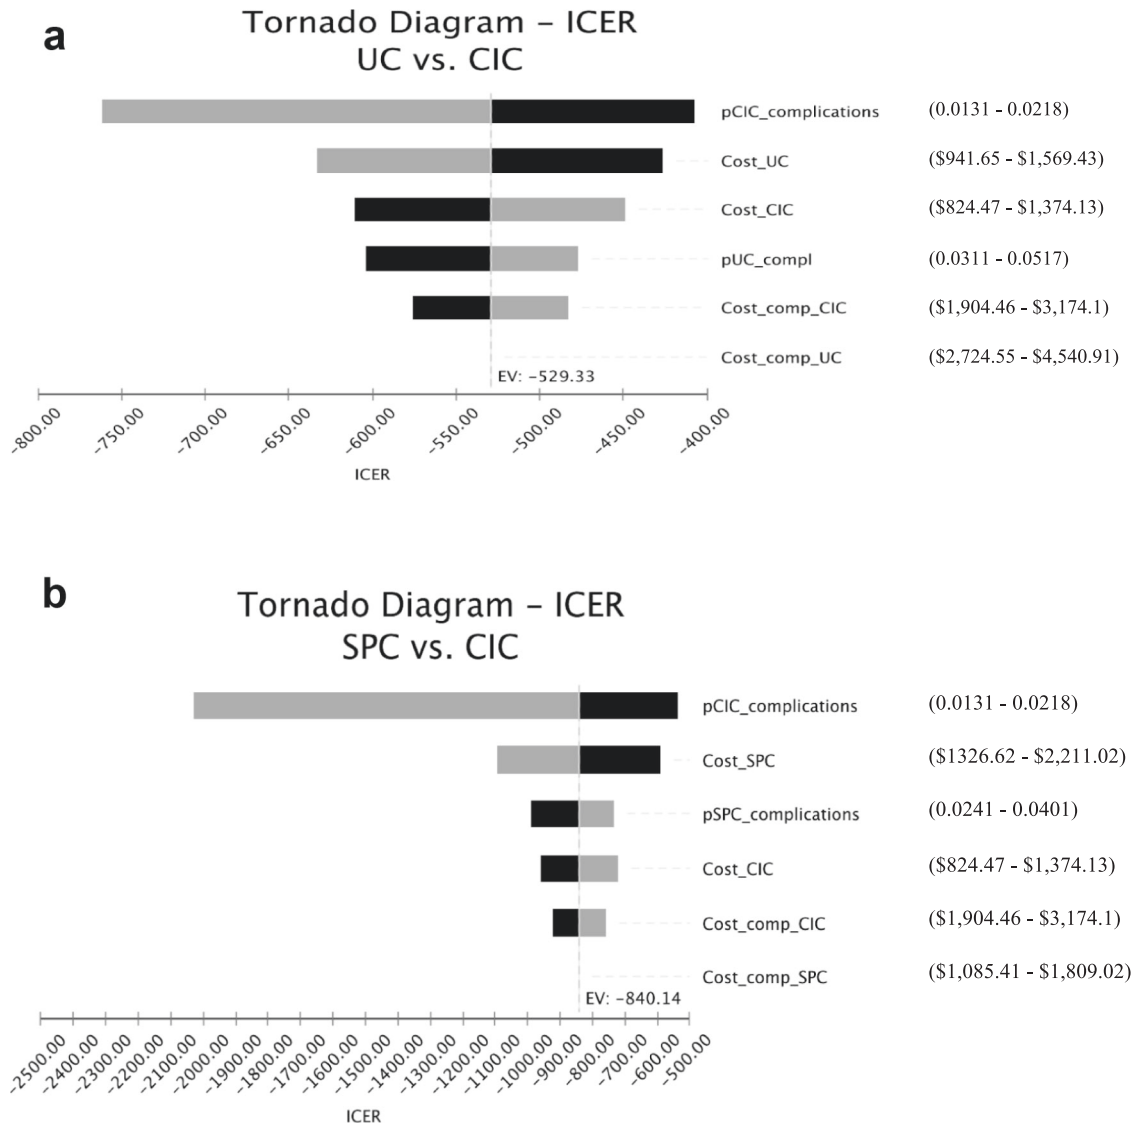 a
Tornado Diagram – ICER
UC vs. CIC
pCIC_complications (0.0131 - 0.0218)
Cost_UC ($941.65 - $1,569.43)
Cost_CIC ($824.47 - $1,374.13)
pUC_compl (0.0311 - 0.0517)
Cost_comp_CIC ($1,904.46 - $3,174.1)
Cost_comp_UC ($2,724.55 - $4,540.91)
EV: -529.33
-800.00 -750.00 -700.00 -650.00 -600.00 -550.00 -500.00 -450.00 -400.00
ICER
b
Tornado Diagram – ICER
SPC vs. CIC
pCIC_complications (0.0131 - 0.0218)
Cost_SPC ($1326.62 - $2,211.02)
pSPC_complications (0.0241 - 0.0401)
Cost_CIC ($824.47 - $1,374.13)
Cost_comp_CIC ($1,904.46 - $3,174.1)
Cost_comp_SPC ($1,085.41 - $1,809.02)
EV: -840.14
-2500.00 -2400.00 -2300.00 -2200.00 -2100.00 -2000.00 -1900.00 -1800.00 -1700.00 -1600.00 -1500.00 -1400.00 -1300.00 -1200.00 -1100.00 -1000.00 -900.00 -800.00 -700.00 -600.00 -500.00
ICER